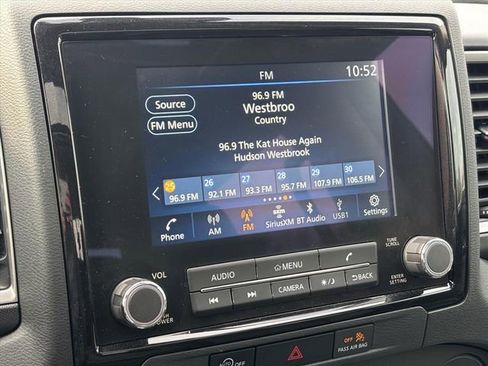 FM 10:52
96.9 FM
Source Westbroo
Country
FM Menu
96.9 The Kat House Again
Hudson Westbrook
25 26 27 28 29 30
96.9 FM 92.1 FM 93.3 FM 95.7 FM 107.9 FM 106.5 FM
Phone AM FM SiriusXM BT Audio USB1 Settings
VOL AUDIO MENU TUNE SCROLL
CAMERA BACK ENTER SETTING
POWER
AUTO OFF PASS AIR BAG